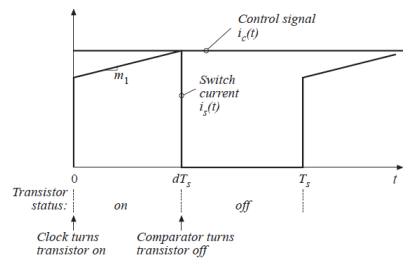 Control signal
i_c(t)
m_1
Switch
current
i_s(t)
0
dT_s
T_s
t
Transistor
status:
on
off
Clock turns
transistor on
Comparator turns
transistor off